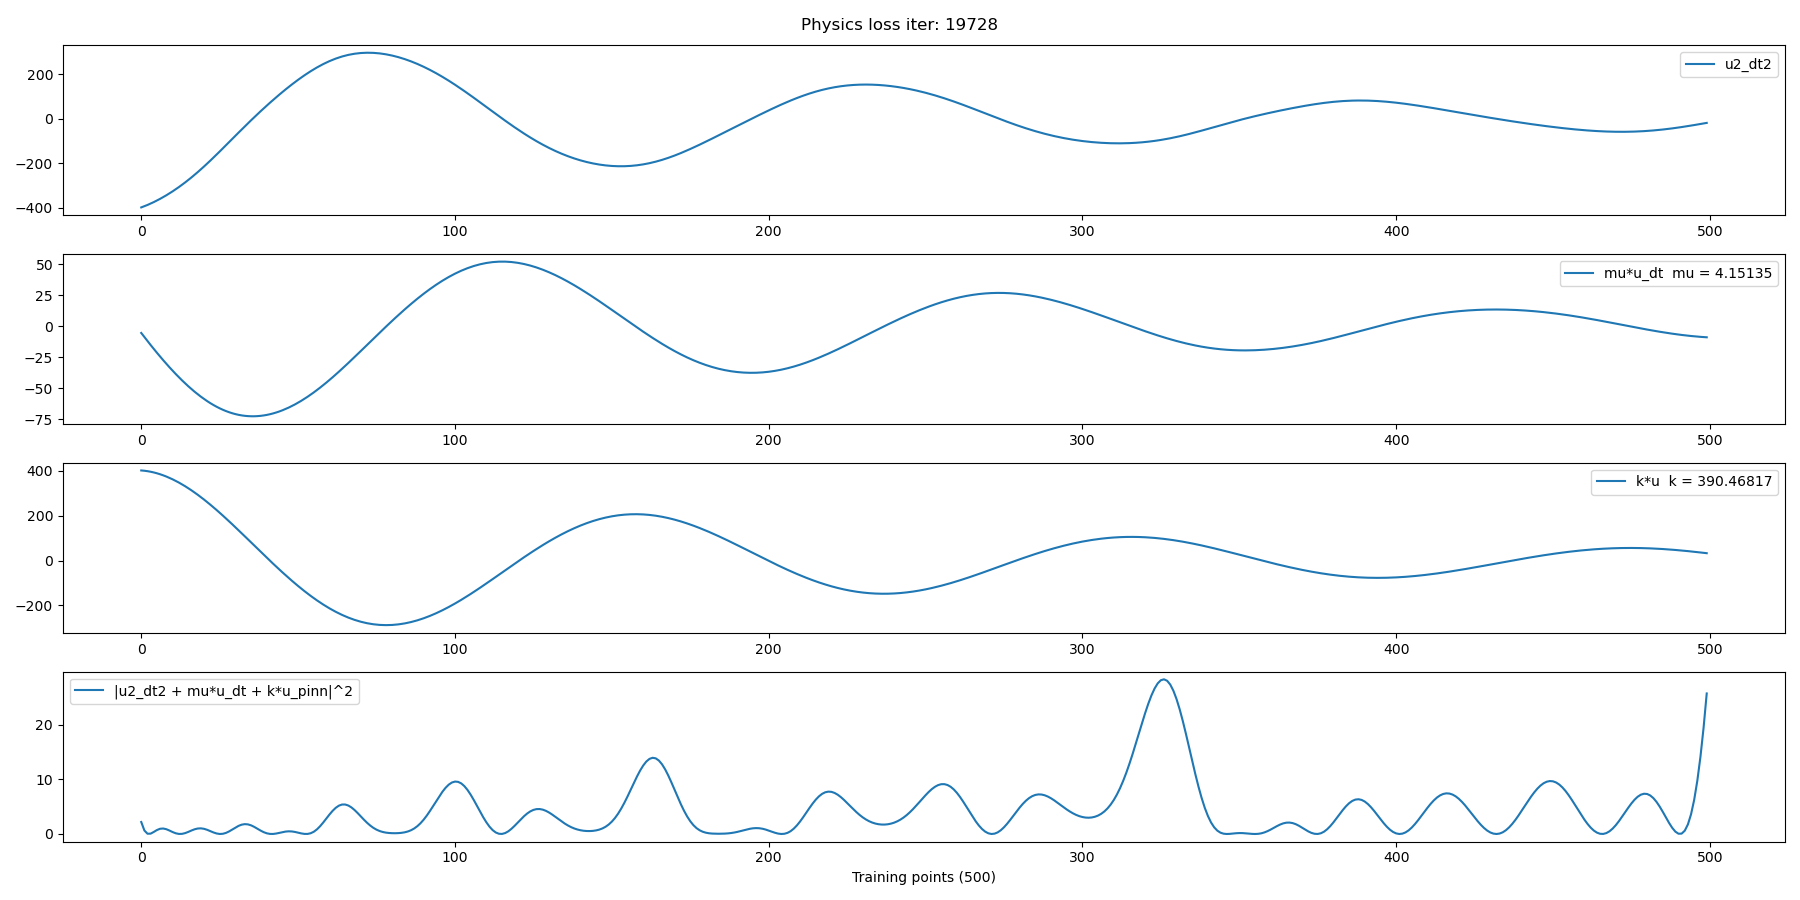 Physics loss iter: 19728
u2_dt2
200
0
−200
−400
0 100 200 300 400 500
mu*u_dt mu = 4.15135
50
25
0
−25
−50
−75
0 100 200 300 400 500
k*u k = 390.46817
400
200
0
−200
0 100 200 300 400 500
|u2_dt2 + mu*u_dt + k*u_pinn|^2
20
10
0
0 100 200 300 400 500
Training points (500)